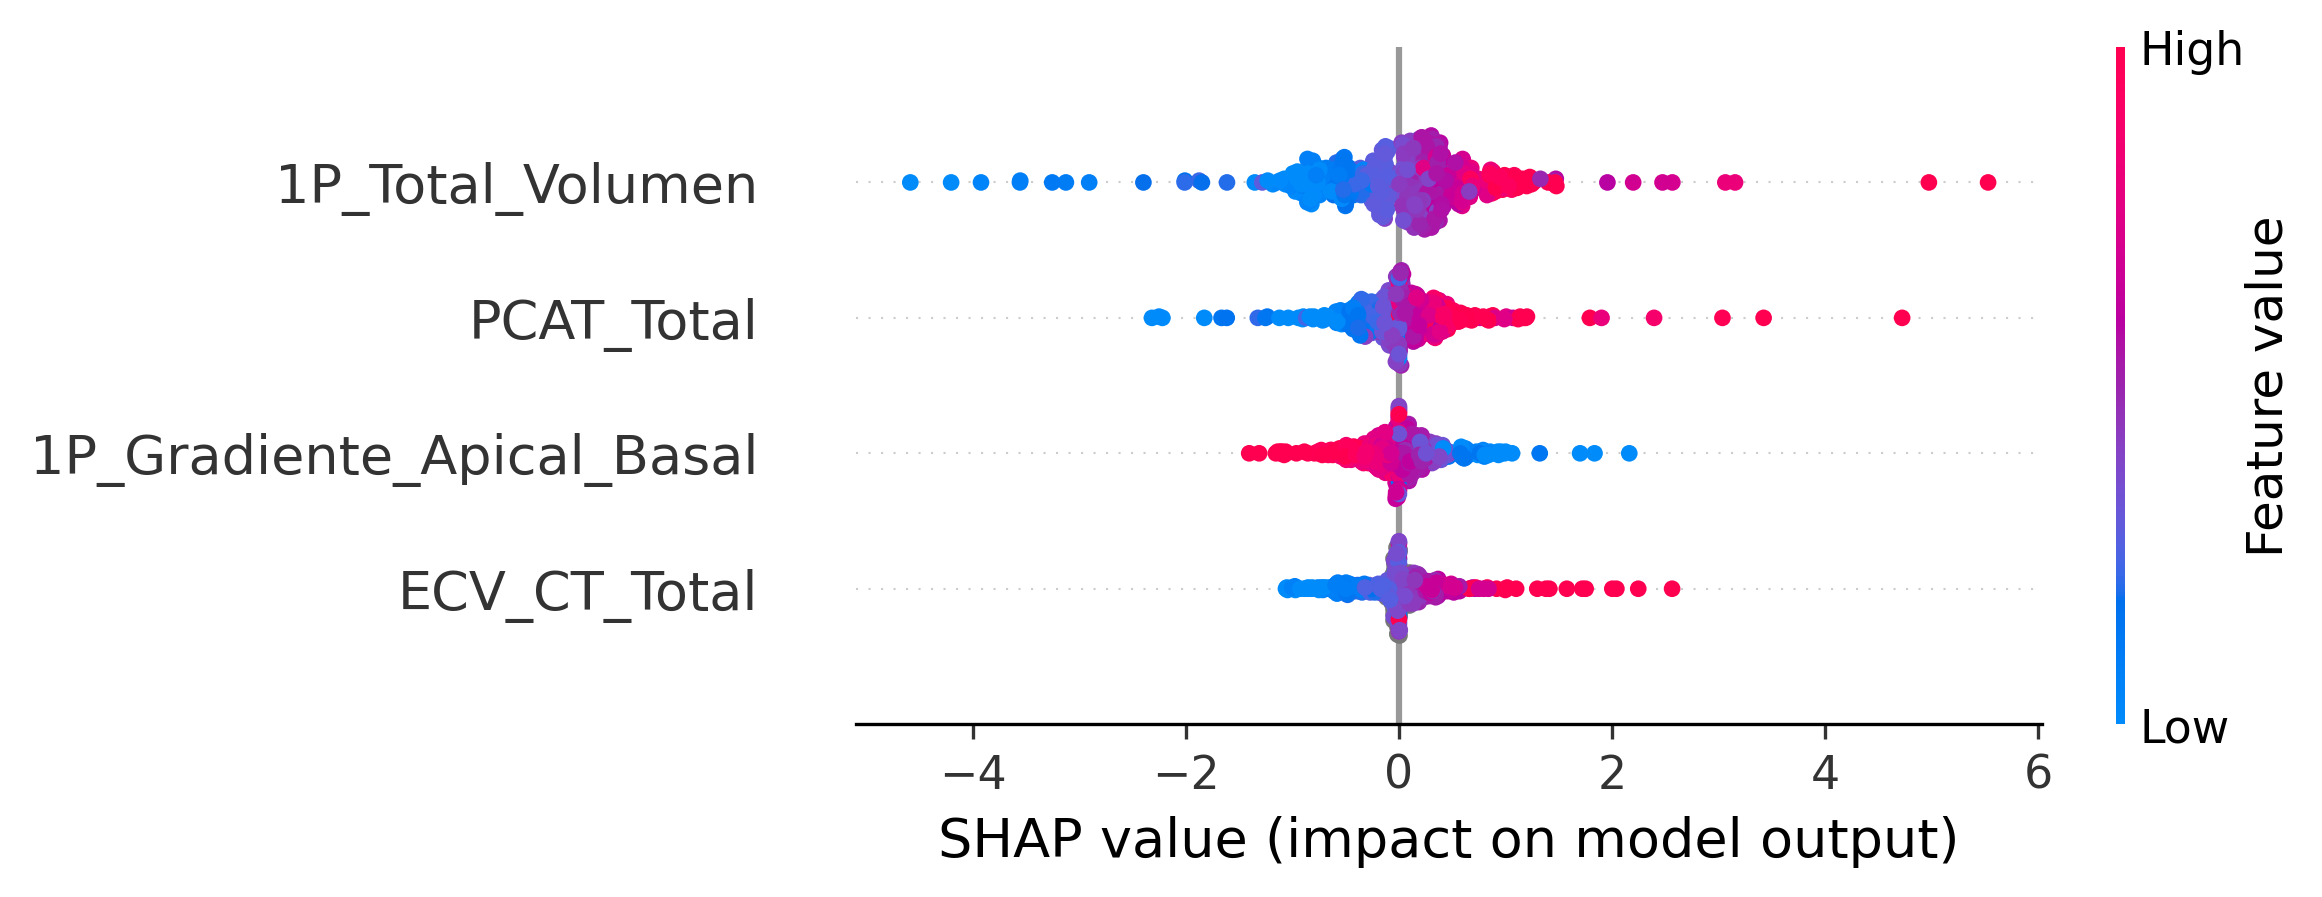 High
1P_Total_Volumen
PCAT_Total
1P_Gradiente_Apical_Basal
ECV_CT_Total
Feature value
Low
−4 −2 0 2 4 6
SHAP value (impact on model output)